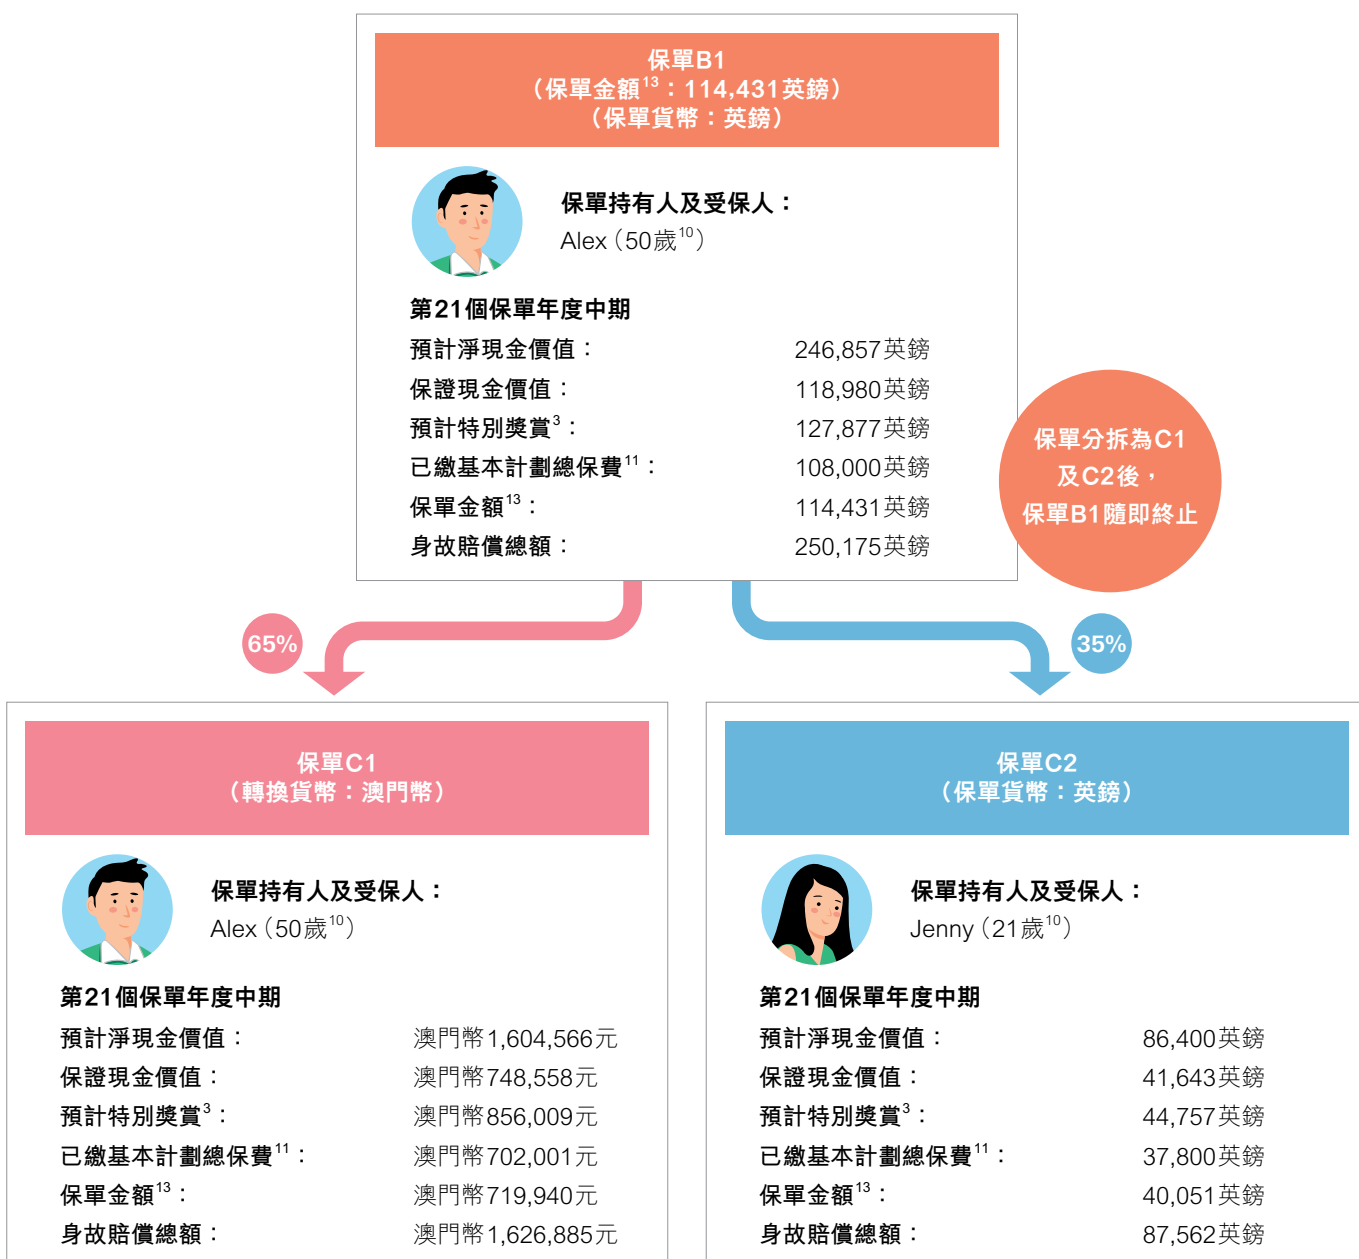 保單B1
（保單金額13：114,431英鎊）
（保單貨幣：英鎊）
保單持有人及受保人：
Alex（50歲10）
第21個保單年度中期
預計淨現金價值： 246,857英鎊
保證現金價值： 118,980英鎊
預計特別獎賞3： 127,877英鎊
已繳基本計劃總保費11： 108,000英鎊
保單金額13： 114,431英鎊
身故賠償總額： 250,175英鎊
保單分拆為C1
及C2後，
保單B1隨即終止
65%
35%
保單C1
（轉換貨幣：澳門幣）
保單持有人及受保人：
Alex（50歲10）
第21個保單年度中期
預計淨現金價值： 澳門幣1,604,566元
保證現金價值： 澳門幣748,558元
預計特別獎賞3： 澳門幣856,009元
已繳基本計劃總保費11： 澳門幣702,001元
保單金額13： 澳門幣719,940元
身故賠償總額： 澳門幣1,626,885元
保單C2
（保單貨幣：英鎊）
保單持有人及受保人：
Jenny（21歲10）
第21個保單年度中期
預計淨現金價值： 86,400英鎊
保證現金價值： 41,643英鎊
預計特別獎賞3： 44,757英鎊
已繳基本計劃總保費11： 37,800英鎊
保單金額13： 40,051英鎊
身故賠償總額： 87,562英鎊